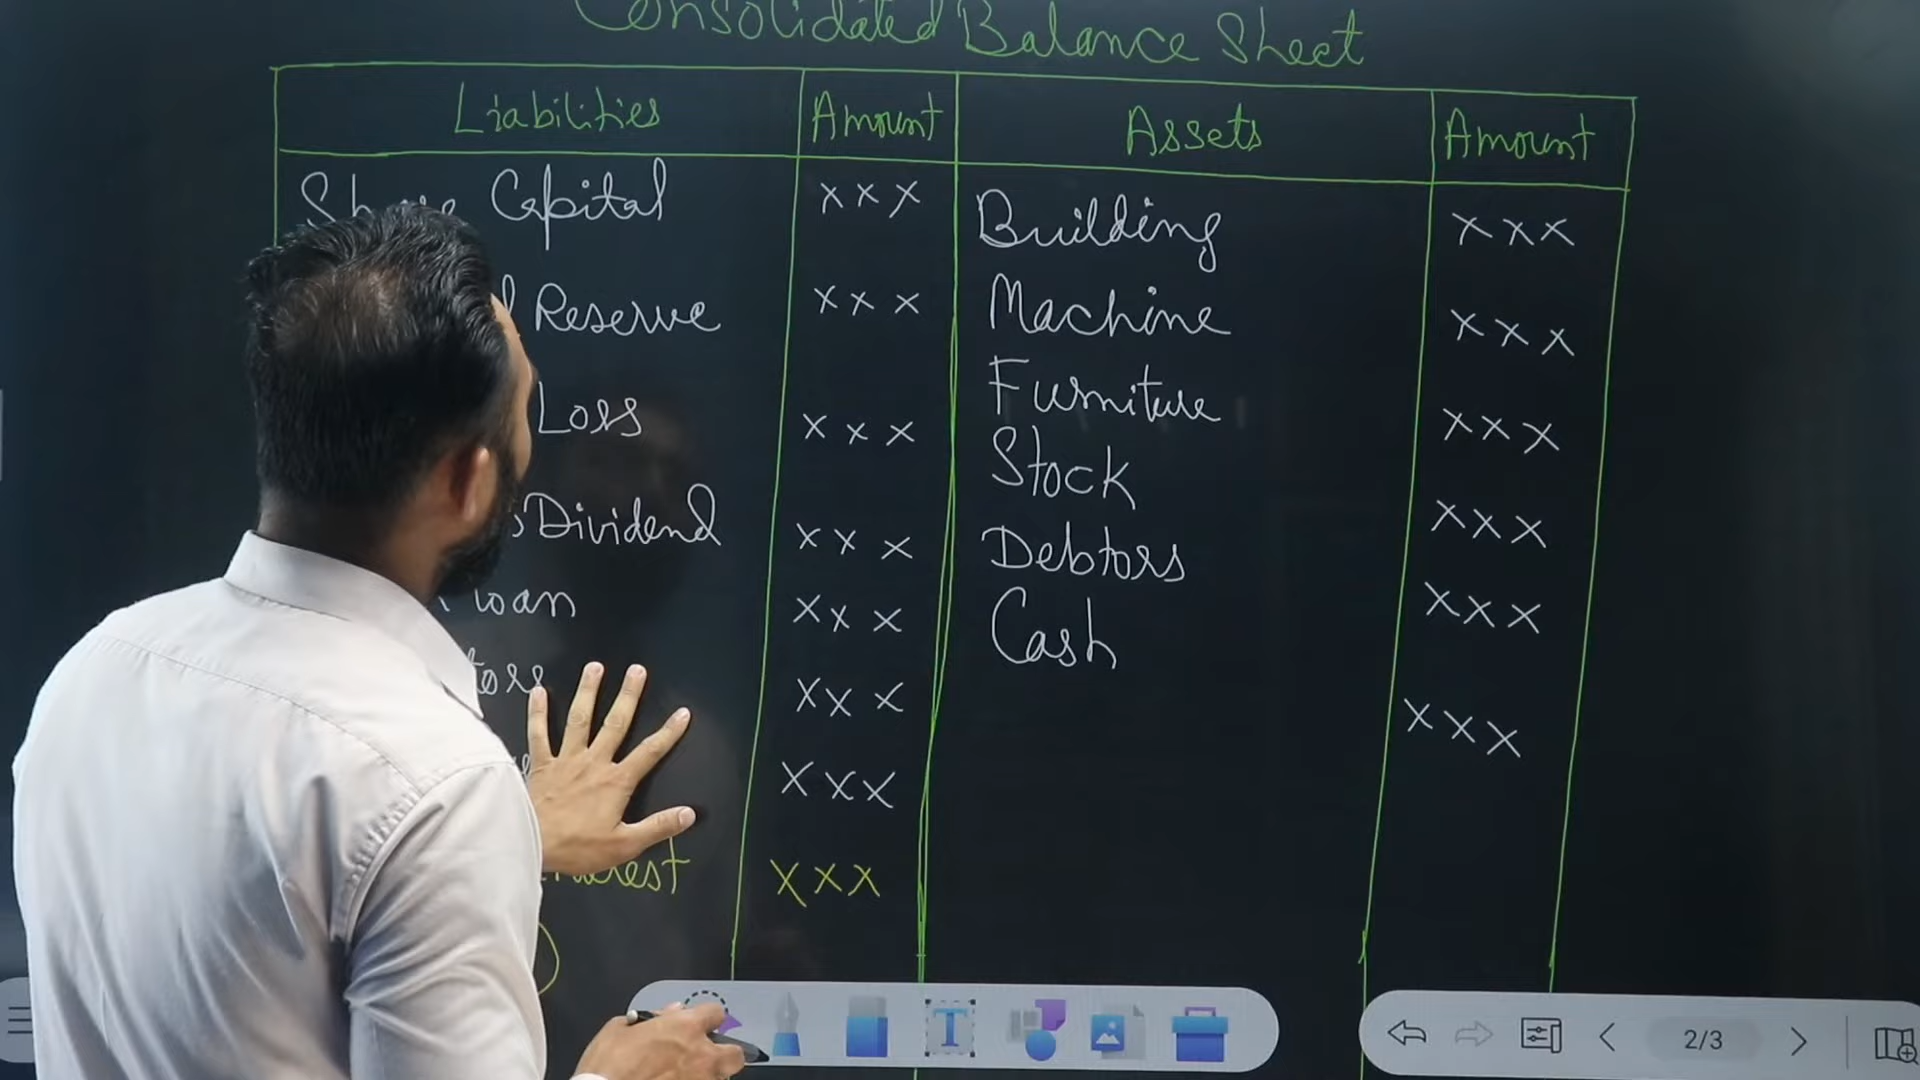 Consolidated Balance Sheet
Liabilities Amount Assets Amount
Share Capital xxx Building xxx
Reserve xxx Machine xxx
Loss xxx Furniture xxx
Dividend xxx Stock xxx
Loan xxx Debtors xxx
xxx Cash xxx
xxx
xxx
T
2/3